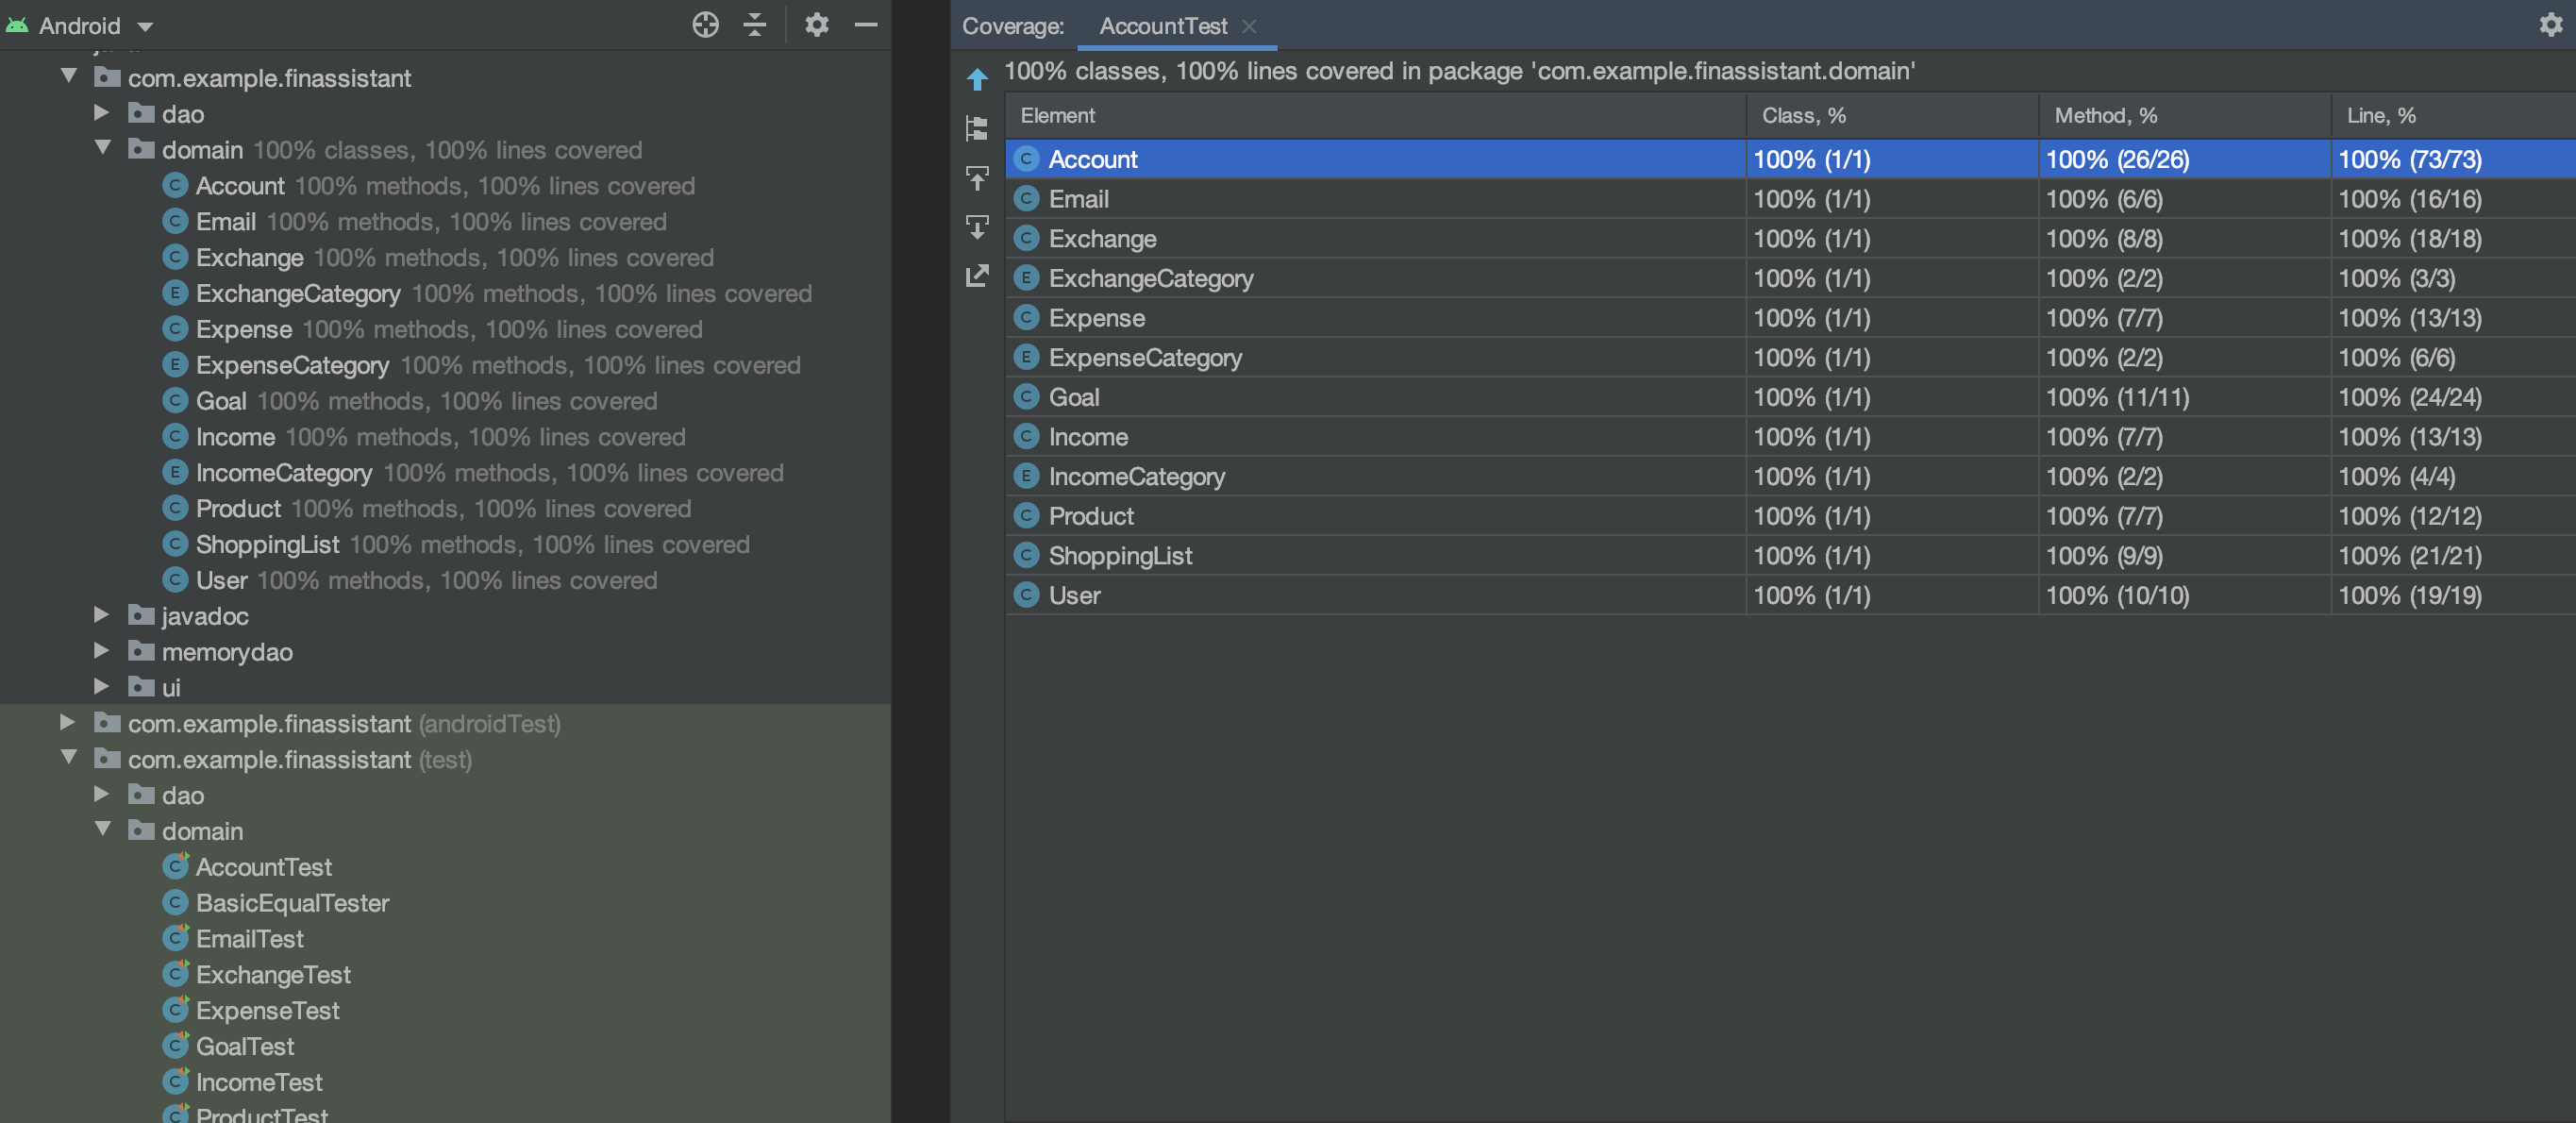 Android
com.example.finassistant
dao
domain 100% classes, 100% lines covered
Account 100% methods, 100% lines covered
Email 100% methods, 100% lines covered
Exchange 100% methods, 100% lines covered
ExchangeCategory 100% methods, 100% lines covered
Expense 100% methods, 100% lines covered
ExpenseCategory 100% methods, 100% lines covered
Goal 100% methods, 100% lines covered
Income 100% methods, 100% lines covered
IncomeCategory 100% methods, 100% lines covered
Product 100% methods, 100% lines covered
ShoppingList 100% methods, 100% lines covered
User 100% methods, 100% lines covered
javadoc
memorydao
ui
com.example.finassistant (androidTest)
com.example.finassistant (test)
dao
domain
AccountTest
BasicEqualTester
EmailTest
ExchangeTest
ExpenseTest
GoalTest
IncomeTest
ProductTest
Coverage: AccountTest
100% classes, 100% lines covered in package 'com.example.finassistant.domain'
Element Class, % Method, % Line, %
Account 100% (1/1) 100% (26/26) 100% (73/73)
Email 100% (1/1) 100% (6/6) 100% (16/16)
Exchange 100% (1/1) 100% (8/8) 100% (18/18)
ExchangeCategory 100% (1/1) 100% (2/2) 100% (3/3)
Expense 100% (1/1) 100% (7/7) 100% (13/13)
ExpenseCategory 100% (1/1) 100% (2/2) 100% (6/6)
Goal 100% (1/1) 100% (11/11) 100% (24/24)
Income 100% (1/1) 100% (7/7) 100% (13/13)
IncomeCategory 100% (1/1) 100% (2/2) 100% (4/4)
Product 100% (1/1) 100% (7/7) 100% (12/12)
ShoppingList 100% (1/1) 100% (9/9) 100% (21/21)
User 100% (1/1) 100% (10/10) 100% (19/19)